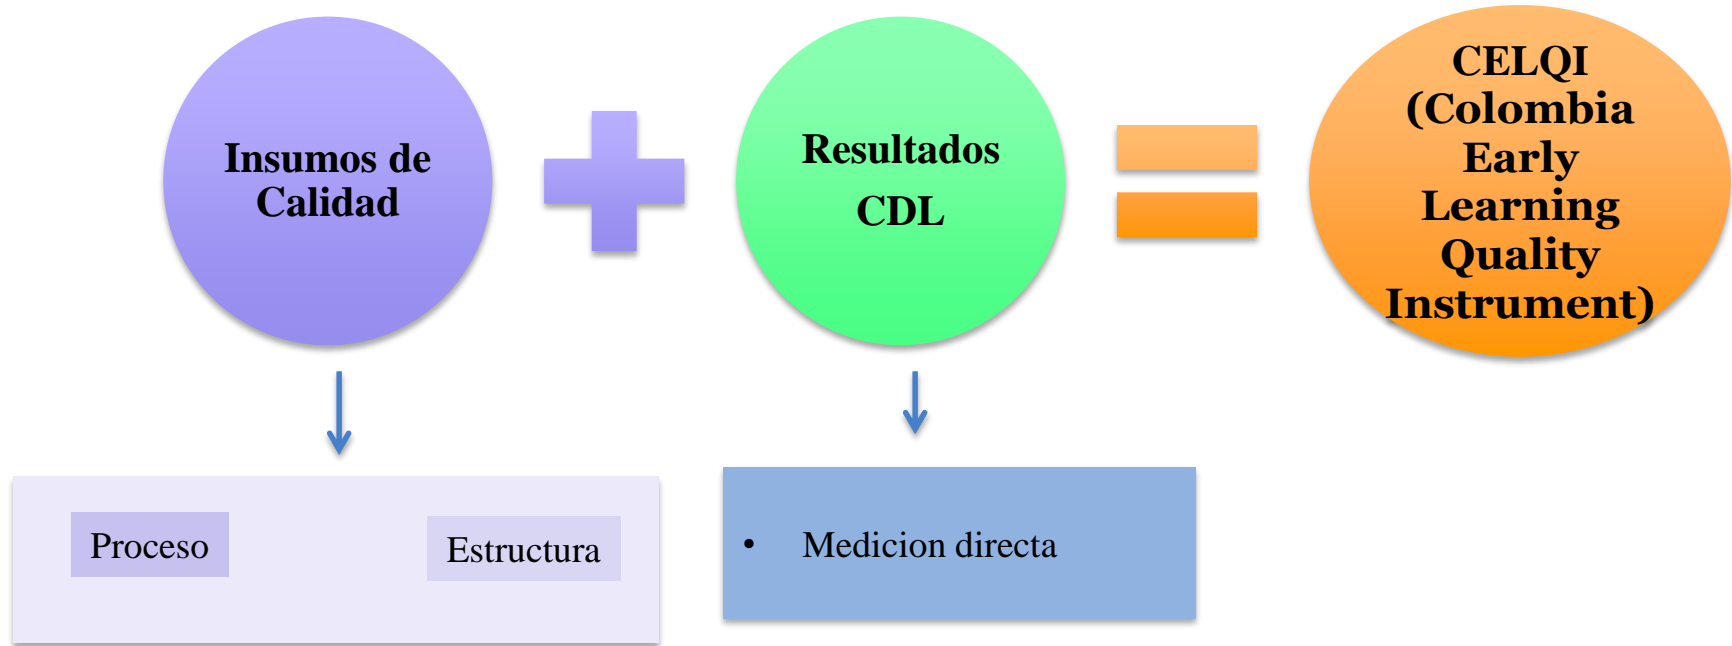 Insumos de
Calidad
Resultados
CDL
CELQI
(Colombia
Early
Learning
Quality
Instrument)
Proceso
Estructura
• Medicion directa